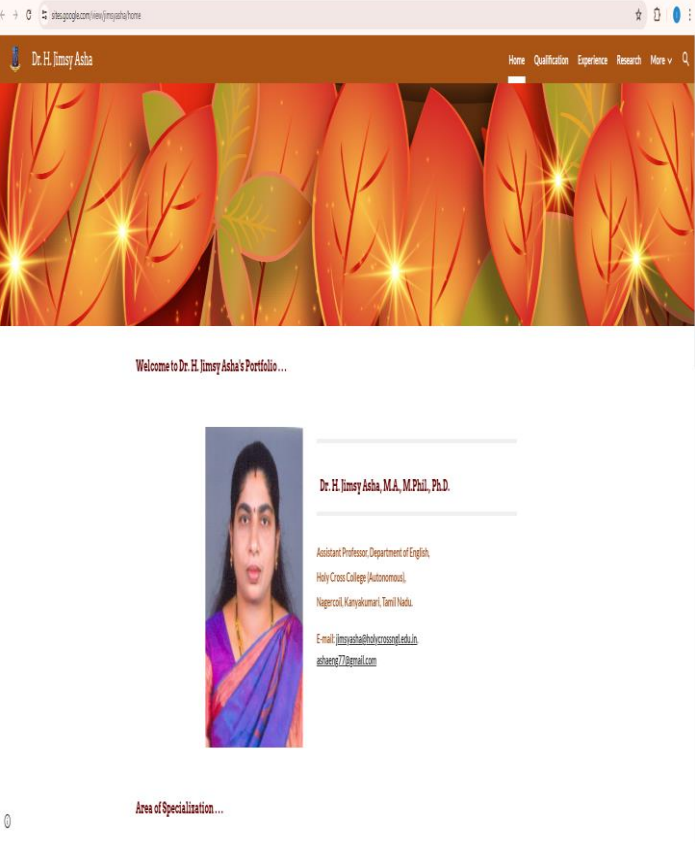 sites.google.com/view/jimsyasha/home
Dr. H. Jimsy Asha
Home Qualification Experience Research More
Welcome to Dr. H. Jimsy Asha's Portfolio . . .
Dr. H. Jimsy Asha, M.A., M.Phil., Ph.D.
Assistant Professor, Department of English,
Holy Cross College (Autonomous),
Nagercoil, Kanyakumari, Tamil Nadu.
E-mail: jimsyasha@holycrossngl.edu.in,
ashaeng77@gmail.com
Area of Specialization . . .